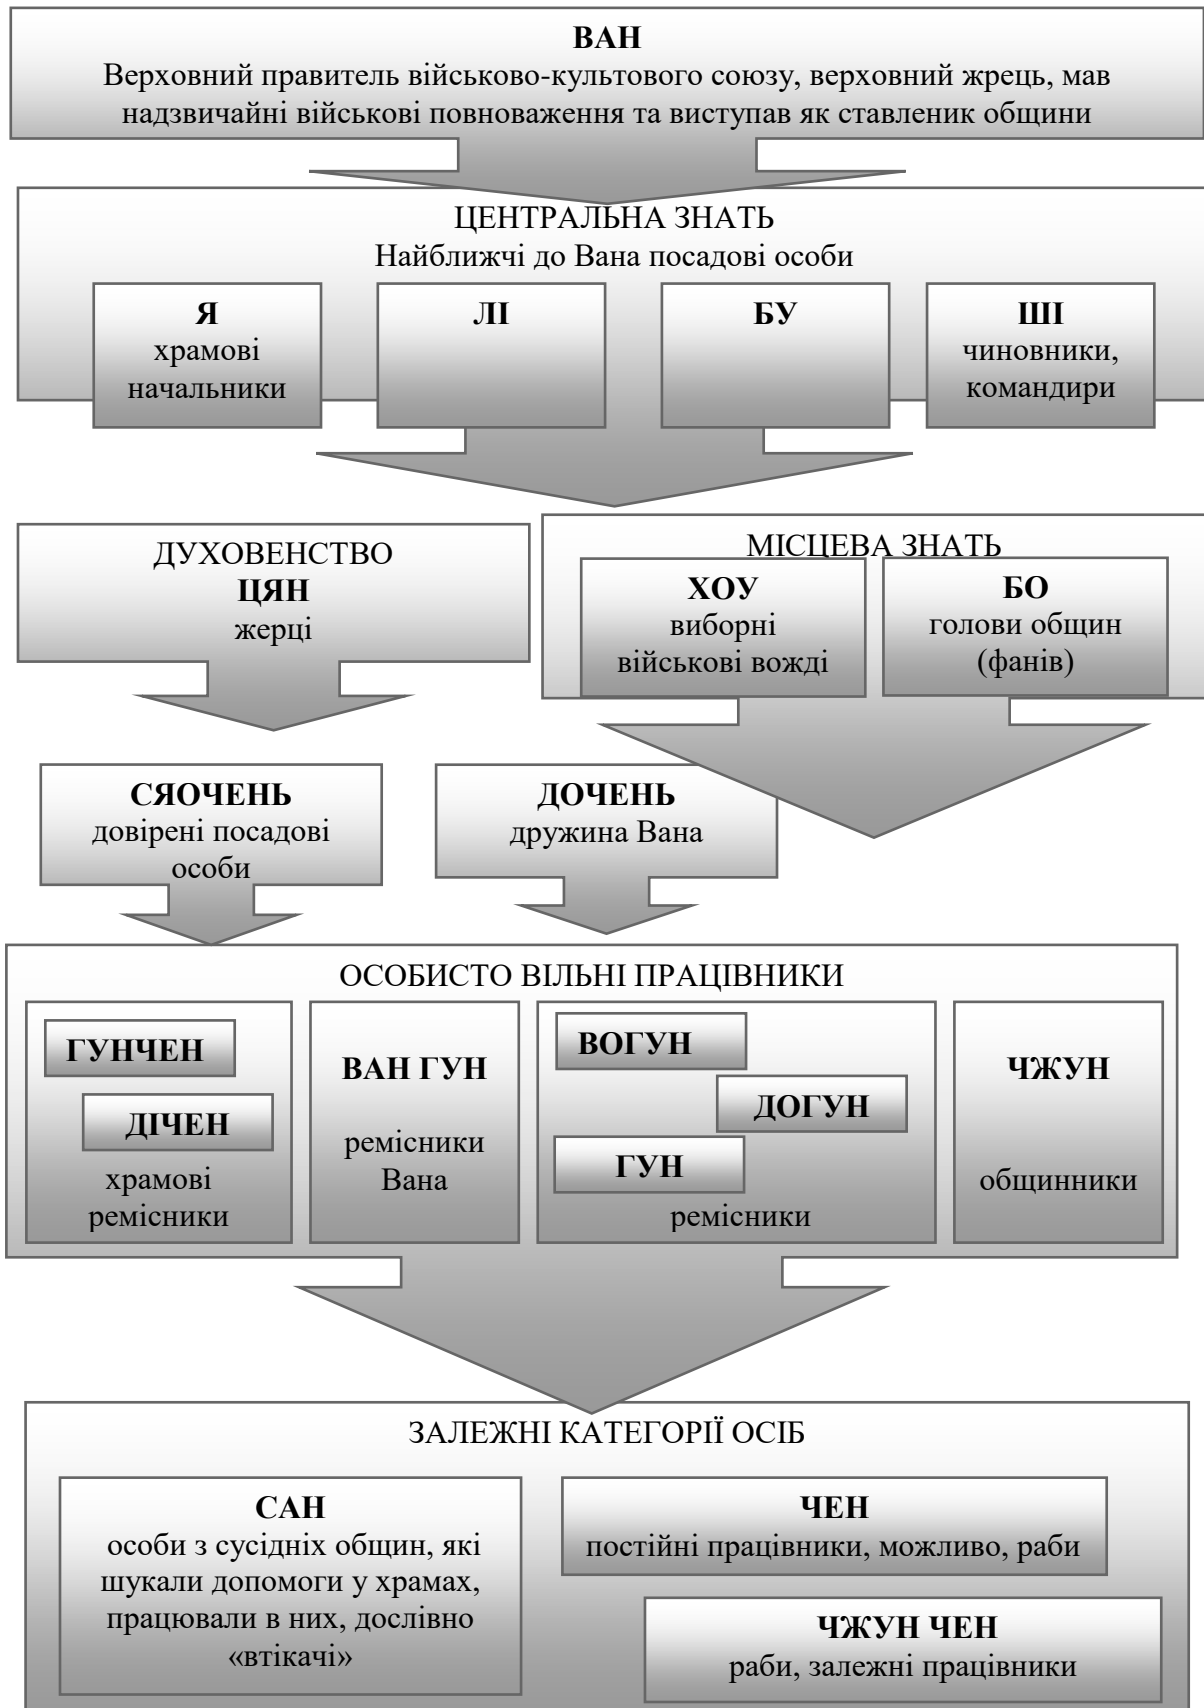 ВАН
Верховний правитель військово-культового союзу, верховний жрець, мав
надзвичайні військові повноваження та виступав як ставленик общини
ЦЕНТРАЛЬНА ЗНАТЬ
Найближчі до Вана посадові особи
Я
храмові
начальники
ЛІ
БУ
ШІ
чиновники,
командири
ДУХОВЕНСТВО
ЦЯН
жерці
МІСЦЕВА ЗНАТЬ
ХОУ
виборні
військові вожді
БО
голови общин
(фанів)
СЯОЧЕНЬ
довірені посадові
особи
ДОЧЕНЬ
дружина Вана
ОСОБИСТО ВІЛЬНІ ПРАЦІВНИКИ
ГУНЧЕН
ДІЧЕН
храмові
ремісники
ВАН ГУН
ремісники
Вана
ВОГУН
ДОГУН
ГУН
ремісники
ЧЖУН
общинники
ЗАЛЕЖНІ КАТЕГОРІЇ ОСІБ
САН
особи з сусідніх общин, які
шукали допомоги у храмах,
працювали в них, дослівно
«втікачі»
ЧЕН
постійні працівники, можливо, раби
ЧЖУН ЧЕН
раби, залежні працівники